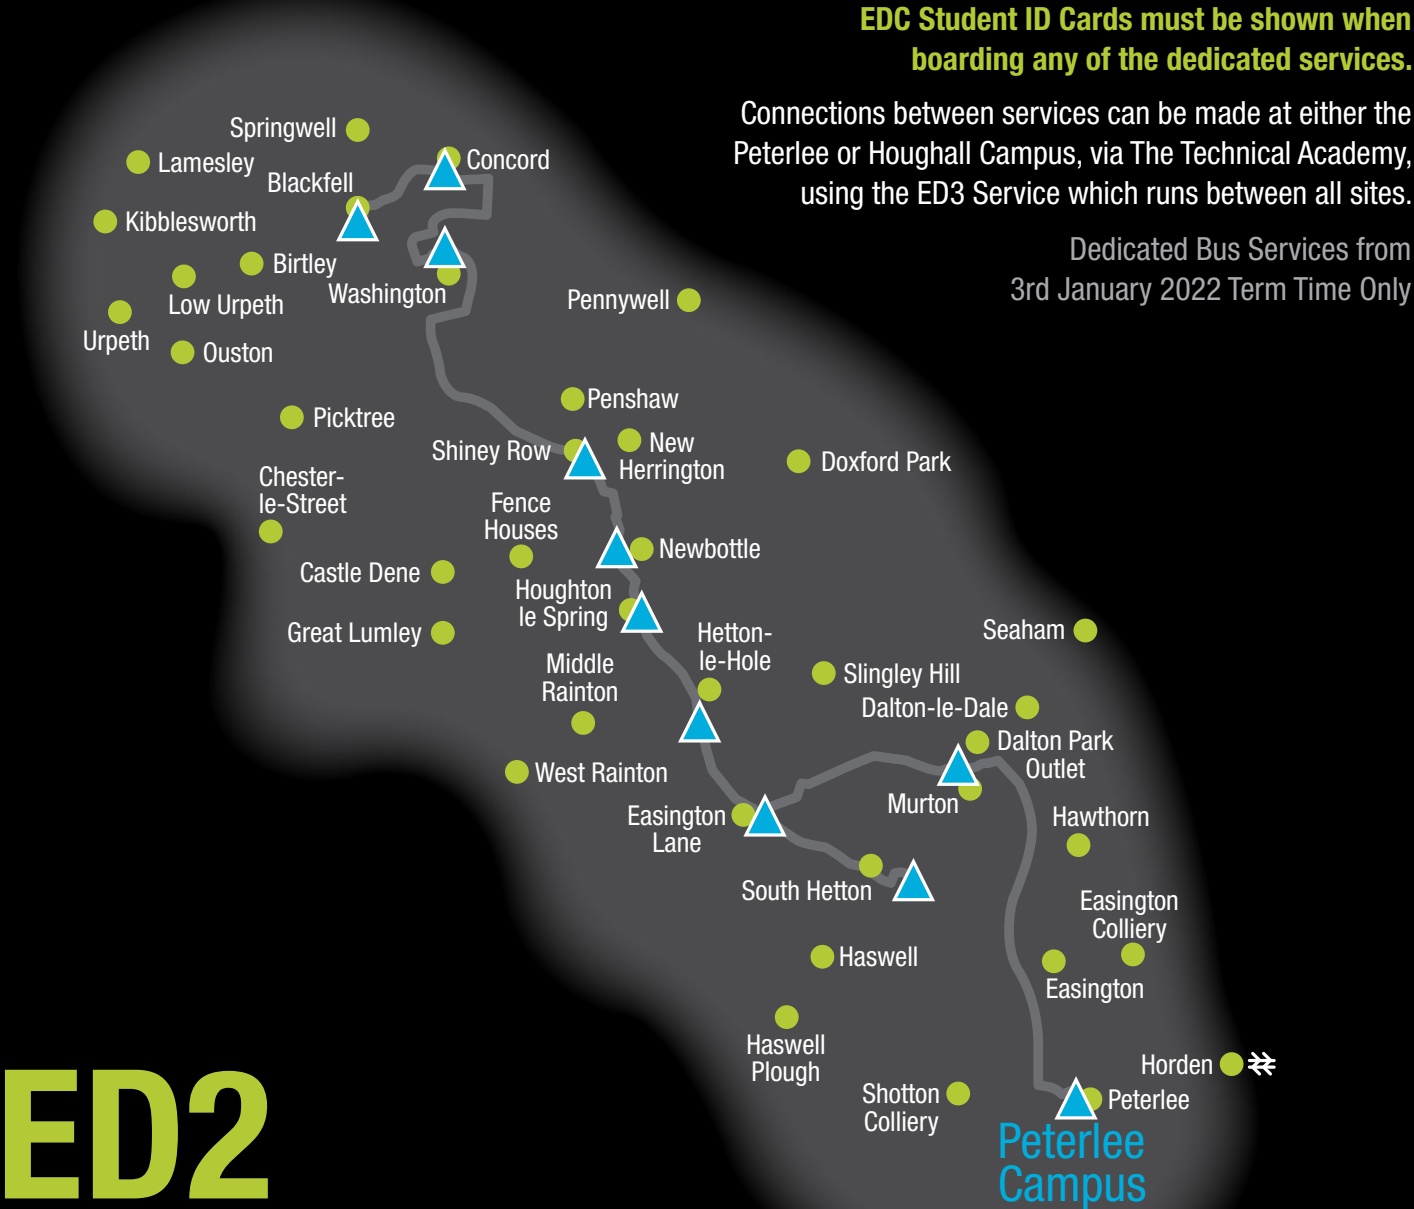 EDC Student ID Cards must be shown when
boarding any of the dedicated services.
Connections between services can be made at either the
Peterlee or Houghall Campus, via The Technical Academy,
using the ED3 Service which runs between all sites.
Dedicated Bus Services from
3rd January 2022 Term Time Only
Springwell
Lamesley
Concord
Blackfell
Kibblesworth
Birtley
Washington
Low Urpeth
Pennywell
Urpeth
Ouston
Penshaw
Picktree
Shiney Row
New
Herrington
Doxford Park
Chester-
le-Street
Fence
Houses
Newbottle
Castle Dene
Houghton
le Spring
Great Lumley
Hetton-
le-Hole
Seaham
Middle
Rainton
Slingley Hill
Dalton-le-Dale
Dalton Park
Outlet
West Rainton
Murton
Easington
Lane
Hawthorn
South Hetton
Easington
Colliery
Haswell
Easington
Haswell
Plough
Horden
Shotton
Colliery
Peterlee
Peterlee
Campus
ED2